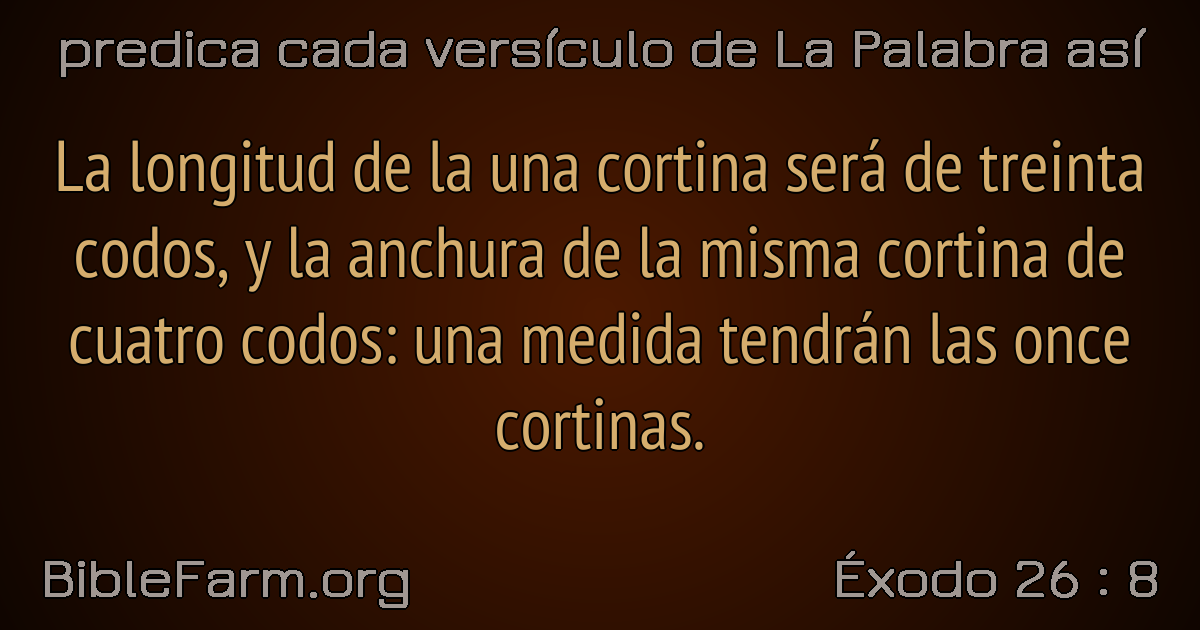 predica cada versículo de La Palabra así
La longitud de la una cortina será de treinta
codos, y la anchura de la misma cortina de
cuatro codos: una medida tendrán las once
cortinas.
BibleFarm.org
Éxodo 26 : 8